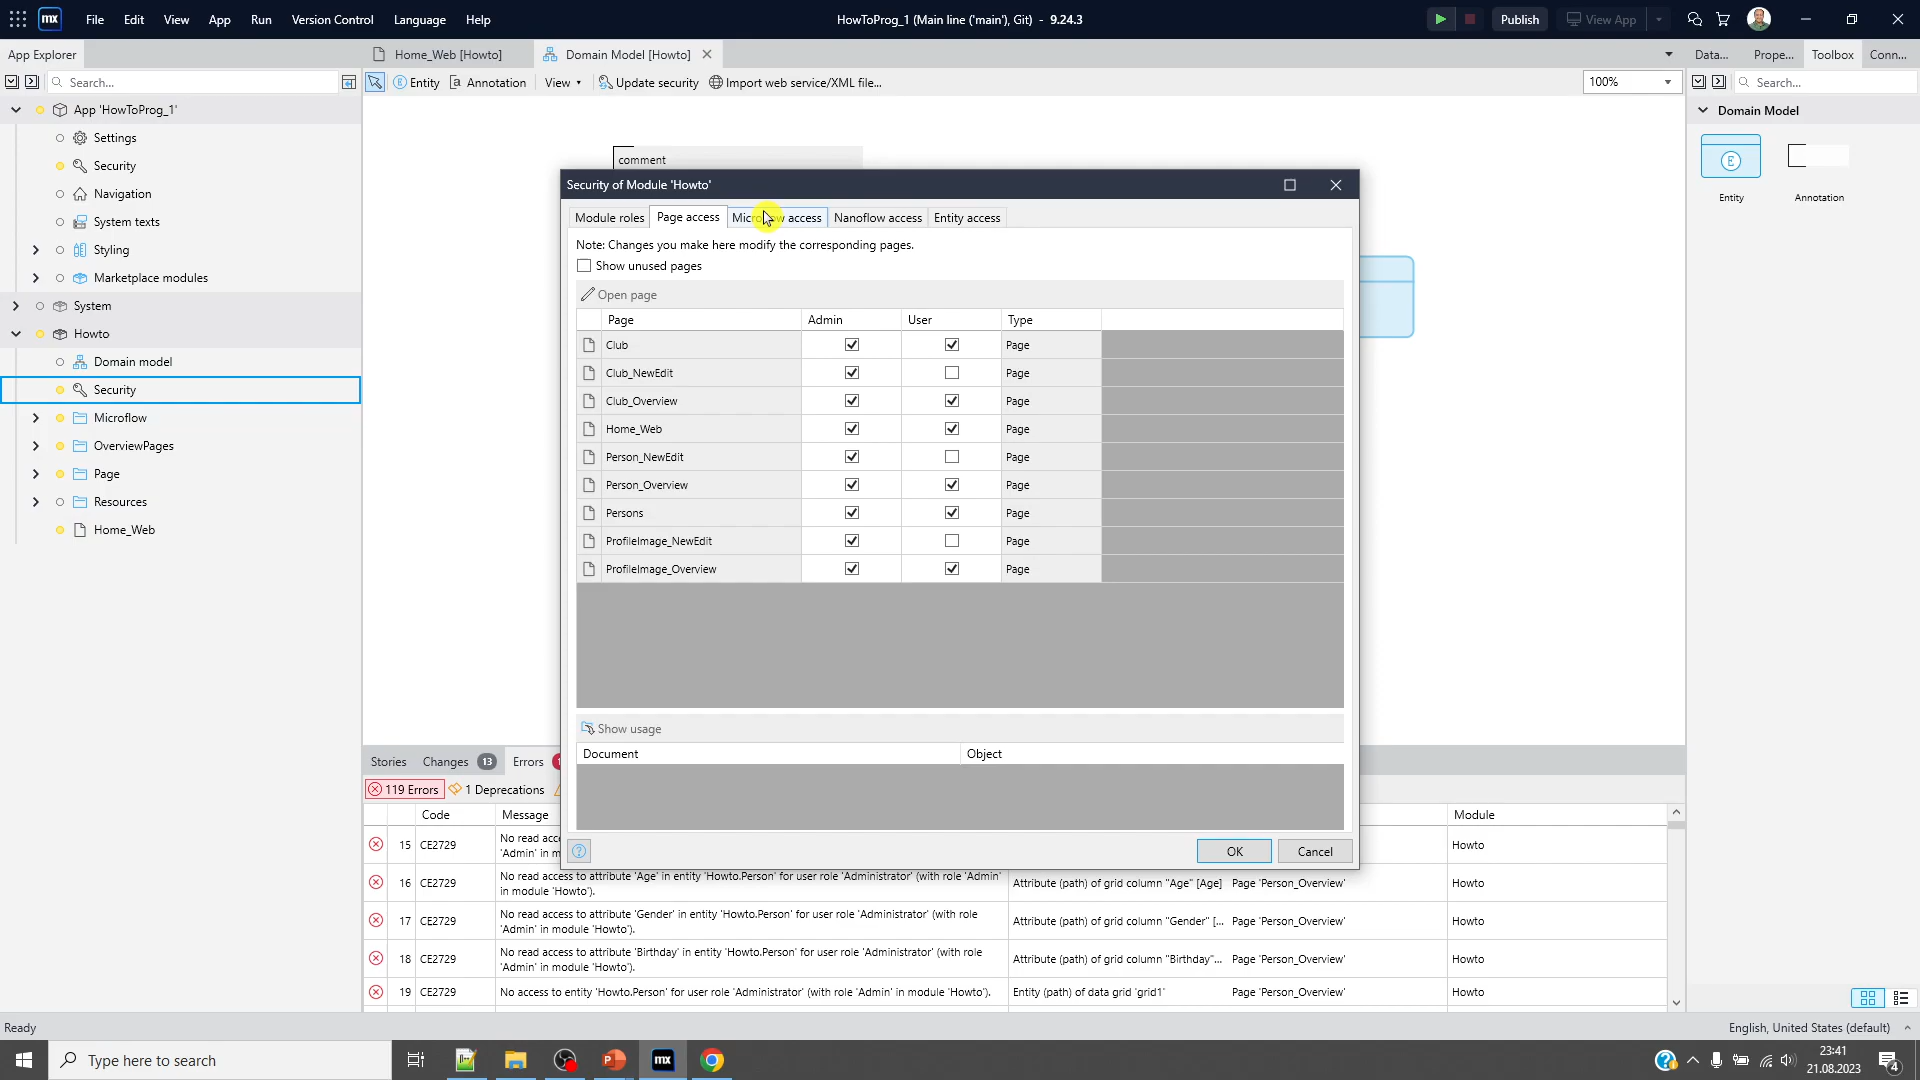 File Edit View App Run Version Control Language Help
HowToProg_1 (Main line ('main'), Git) - 9.24.3
Publish
View App
App Explorer
Home_Web [Howto]
Domain Model [Howto]
Data... Prope... Toolbox Conn...
Search...
Entity
Annotation
View
Update security
Import web service/XML file...
100%
Search...
App 'HowToProg_1'
Settings
Security
Navigation
System texts
Styling
Marketplace modules
System
Howto
Domain model
Security
Microflow
OverviewPages
Page
Resources
Home_Web
comment
Security of Module 'Howto'
Module roles Page access Microflow access Nanoflow access Entity access
Note: Changes you make here modify the corresponding pages.
Show unused pages
Open page
Page Admin User Type
Club Page
Club_NewEdit Page
Club_Overview Page
Home_Web Page
Person_NewEdit Page
Person_Overview Page
Persons Page
ProfileImage_NewEdit Page
ProfileImage_Overview Page
Show usage
Document Object
OK Cancel
Domain Model
Entity Annotation
Stories Changes 13 Errors
119 Errors 1 Deprecations
Code Message Module
15 CE2729 No read acce
'Admin' in m Howto
16 CE2729 No read access to attribute 'Age' in entity 'Howto.Person' for user role 'Administrator' (with role 'Admin'
in module 'Howto'). Attribute (path) of grid column "Age" [Age] Page 'Person_Overview' Howto
17 CE2729 No read access to attribute 'Gender' in entity 'Howto.Person' for user role 'Administrator' (with role
'Admin' in module 'Howto'). Attribute (path) of grid column "Gender" [... Page 'Person_Overview' Howto
18 CE2729 No read access to attribute 'Birthday' in entity 'Howto.Person' for user role 'Administrator' (with role
'Admin' in module 'Howto'). Attribute (path) of grid column "Birthday"... Page 'Person_Overview' Howto
19 CE2729 No access to entity 'Howto.Person' for user role 'Administrator' (with role 'Admin' in module 'Howto'). Entity (path) of data grid 'grid1' Page 'Person_Overview' Howto
Ready
English, United States (default)
Type here to search
23:41
21.08.2023
4